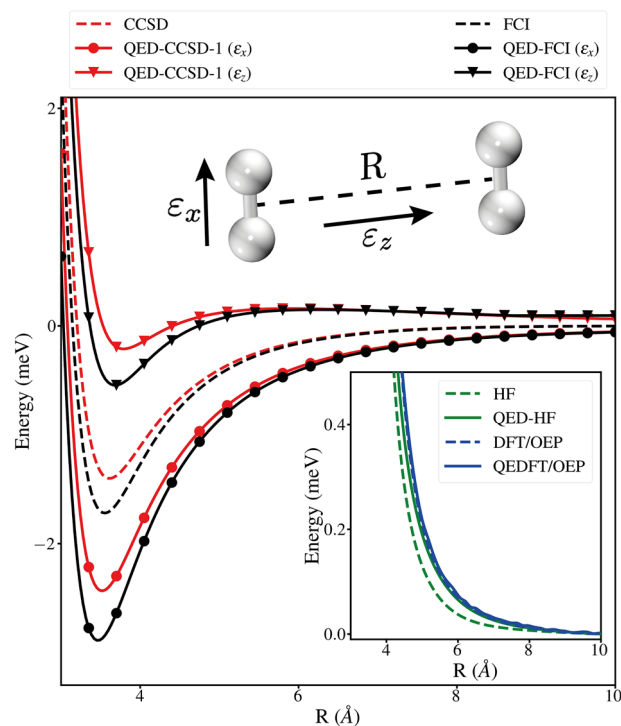 CCSD
QED-CCSD-1 (εx)
QED-CCSD-1 (εz)
FCI
QED-FCI (εx)
QED-FCI (εz)
2
0
−2
Energy (meV)
εx
R
εz
HF
QED-HF
DFT/OEP
QEDFT/OEP
0.4
0.2
0.0
Energy (meV)
4 6 8 10
R (Å)
4 6 8 10
R (Å)